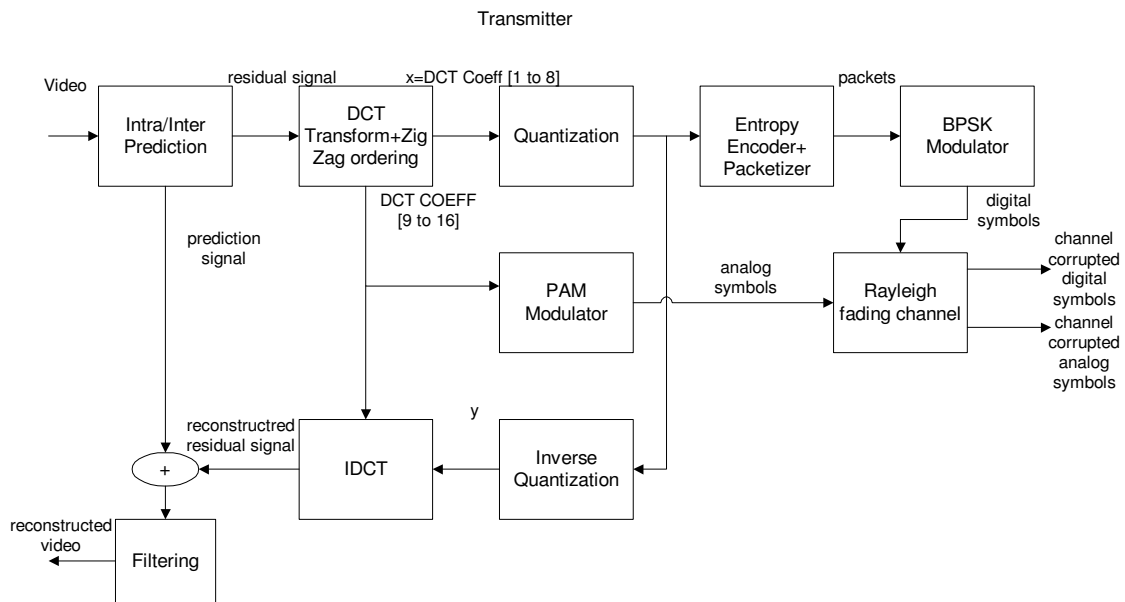 Transmitter
Video
residual signal
x=DCT Coeff [1 to 8]
packets
Intra/Inter
Prediction
DCT
Transform+Zig
Zag ordering
Quantization
Entropy
Encoder+
Packetizer
BPSK
Modulator
DCT COEFF
[9 to 16]
digital
symbols
prediction
signal
PAM
Modulator
analog
symbols
Rayleigh
fading channel
channel
corrupted
digital
symbols
channel
corrupted
analog
symbols
reconstructred
residual signal
y
+
IDCT
Inverse
Quantization
reconstructed
video
Filtering